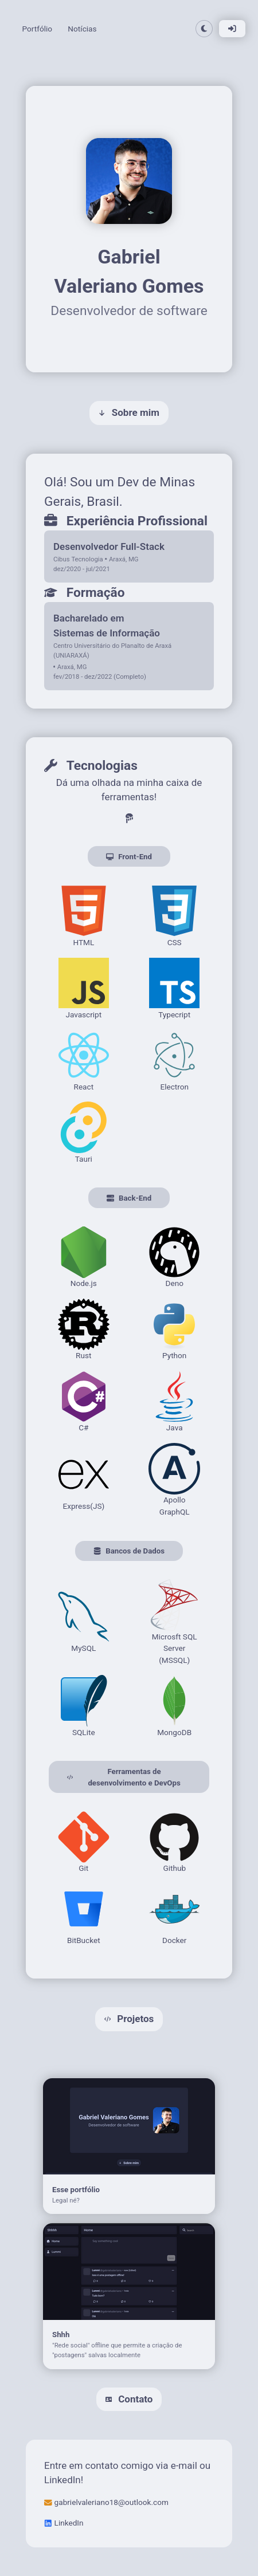 Portfólio Notícias
Gabriel
Valeriano Gomes
Desenvolvedor de software
Sobre mim
Olá! Sou um Dev de Minas
Gerais, Brasil.
Experiência Profissional
Desenvolvedor Full-Stack
Cibus Tecnologia • Araxá, MG
dez/2020 - jul/2021
Formação
Bacharelado em
Sistemas de Informação
Centro Universitário do Planalto de Araxá
(UNIARAXÁ)
• Araxá, MG
fev/2018 - dez/2022 (Completo)
Tecnologias
Dá uma olhada na minha caixa de
ferramentas!
Front-End
HTML CSS
JS TS
Javascript Typecript
React Electron
Tauri
Back-End
Node.js Deno
Rust Python
C#
C# Java
ex
Express(JS) Apollo
GraphQL
Bancos de Dados
MySQL Microsft SQL
Server
(MSSQL)
SQLite MongoDB
Ferramentas de
desenvolvimento e DevOps
Git Github
BitBucket Docker
Projetos
Gabriel Valeriano Gomes
Desenvolvedor de software
Sobre mim
Esse portfólio
Legal né?
Shhh
"Rede social" offline que permite a criação de
"postagens" salvas localmente
Contato
Entre em contato comigo via e-mail ou
LinkedIn!
gabrielvaleriano18@outlook.com
LinkedIn